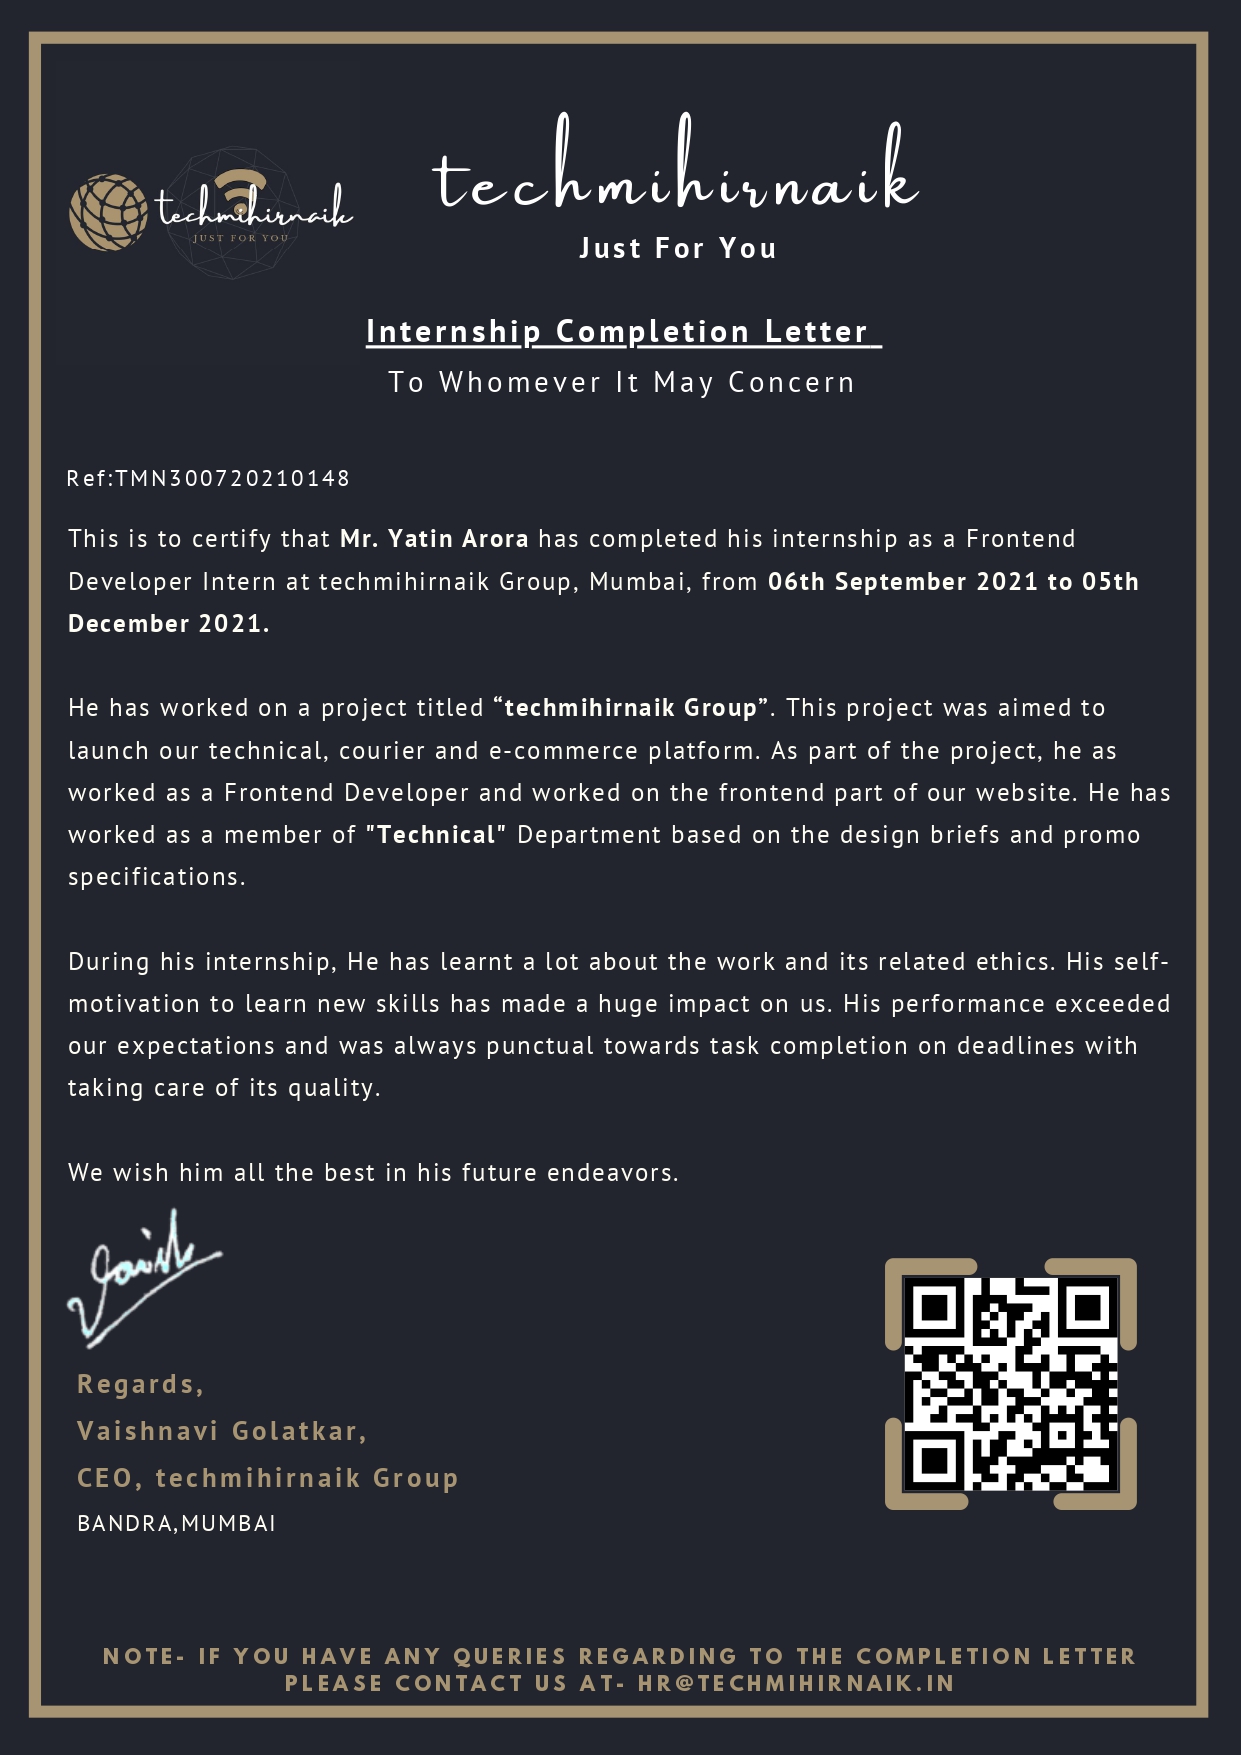 techmihirnaik
JUST FOR YOU
techmihirnaik
Just For You
Internship Completion Letter
To Whomever It May Concern
Ref:TMN300720210148
This is to certify that Mr. Yatin Arora has completed his internship as a Frontend
Developer Intern at techmihirnaik Group, Mumbai, from 06th September 2021 to 05th
December 2021.
He has worked on a project titled “techmihirnaik Group”. This project was aimed to
launch our technical, courier and e-commerce platform. As part of the project, he as
worked as a Frontend Developer and worked on the frontend part of our website. He has
worked as a member of "Technical" Department based on the design briefs and promo
specifications.
During his internship, He has learnt a lot about the work and its related ethics. His self-
motivation to learn new skills has made a huge impact on us. His performance exceeded
our expectations and was always punctual towards task completion on deadlines with
taking care of its quality.
We wish him all the best in his future endeavors.
Regards,
Vaishnavi Golatkar,
CEO, techmihirnaik Group
BANDRA,MUMBAI
NOTE- IF YOU HAVE ANY QUERIES REGARDING TO THE COMPLETION LETTER
PLEASE CONTACT US AT- HR@TECHMIHIRNAIK.IN